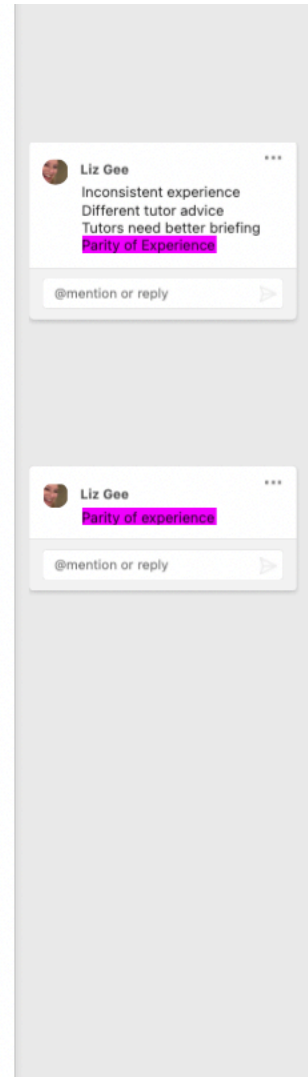 Liz Gee
Inconsistent experience
Different tutor advice
Tutors need better briefing
Parity of Experience
@mention or reply
Liz Gee
Parity of experience
@mention or reply